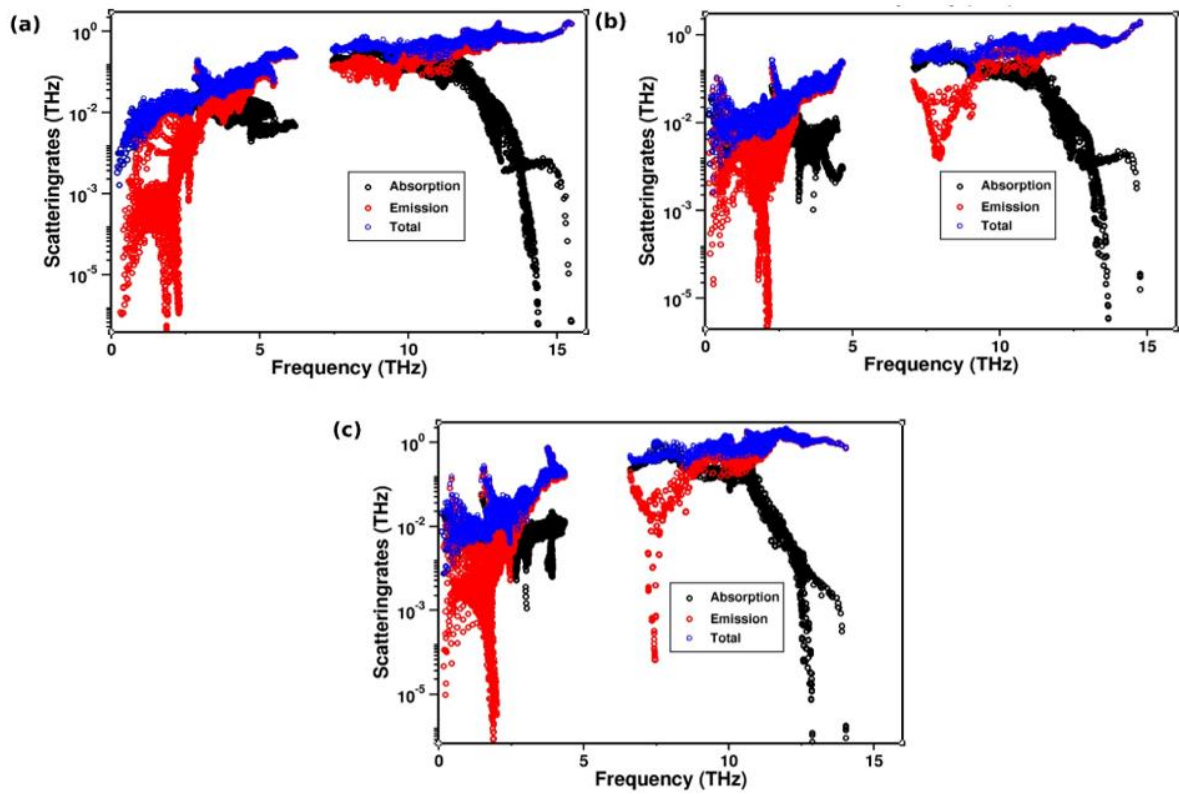 (a)
Scatteringrates (THz)
10^0
10^-2
10^-3
10^-5
Absorption
Emission
Total
0 5 10 15
Frequency (THz)
(b)
Scatteringrates (THz)
10^0
10^-2
10^-3
10^-5
Absorption
Emission
Total
0 5 10 15
Frequency (THz)
(c)
Scatteringrates (THz)
10^0
10^-2
10^-3
10^-5
Absorption
Emission
Total
0 5 10 15
Frequency (THz)